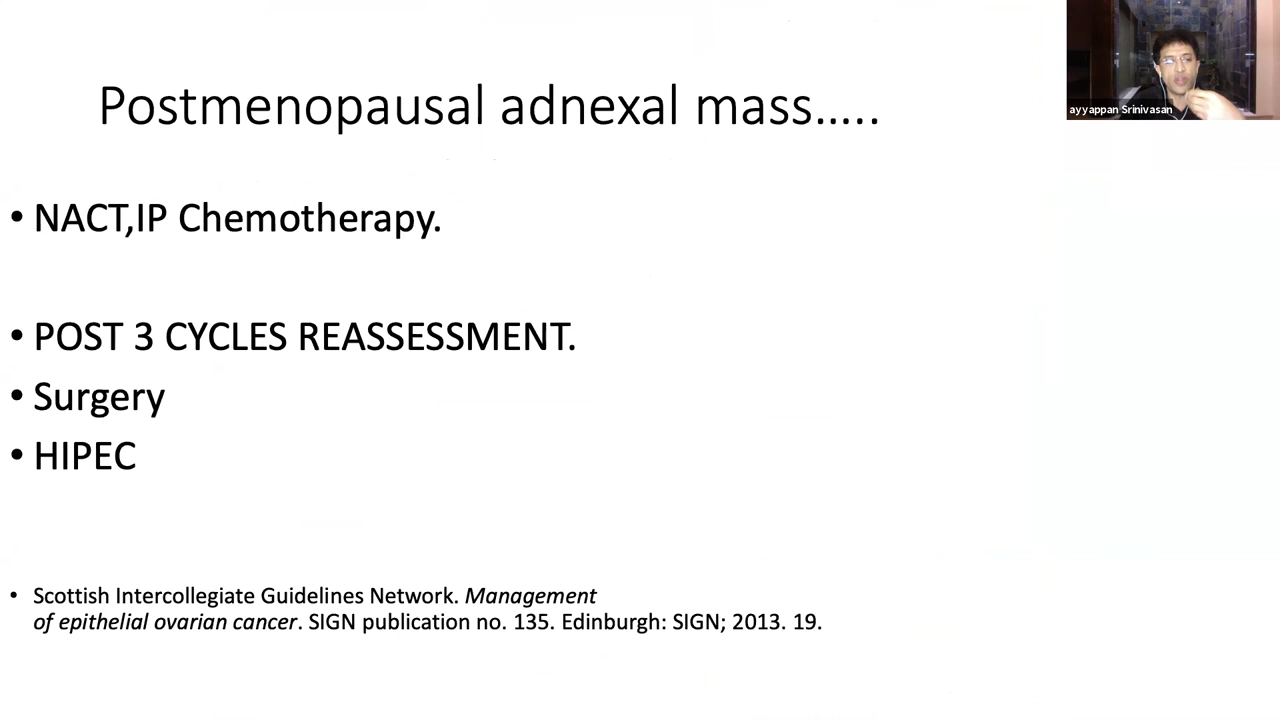 Postmenopausal adnexal mass.....
ayyappan Srinivasan
• NACT,IP Chemotherapy.
• POST 3 CYCLES REASSESSMENT.
• Surgery
• HIPEC
• Scottish Intercollegiate Guidelines Network. Management
of epithelial ovarian cancer. SIGN publication no. 135. Edinburgh: SIGN; 2013. 19.